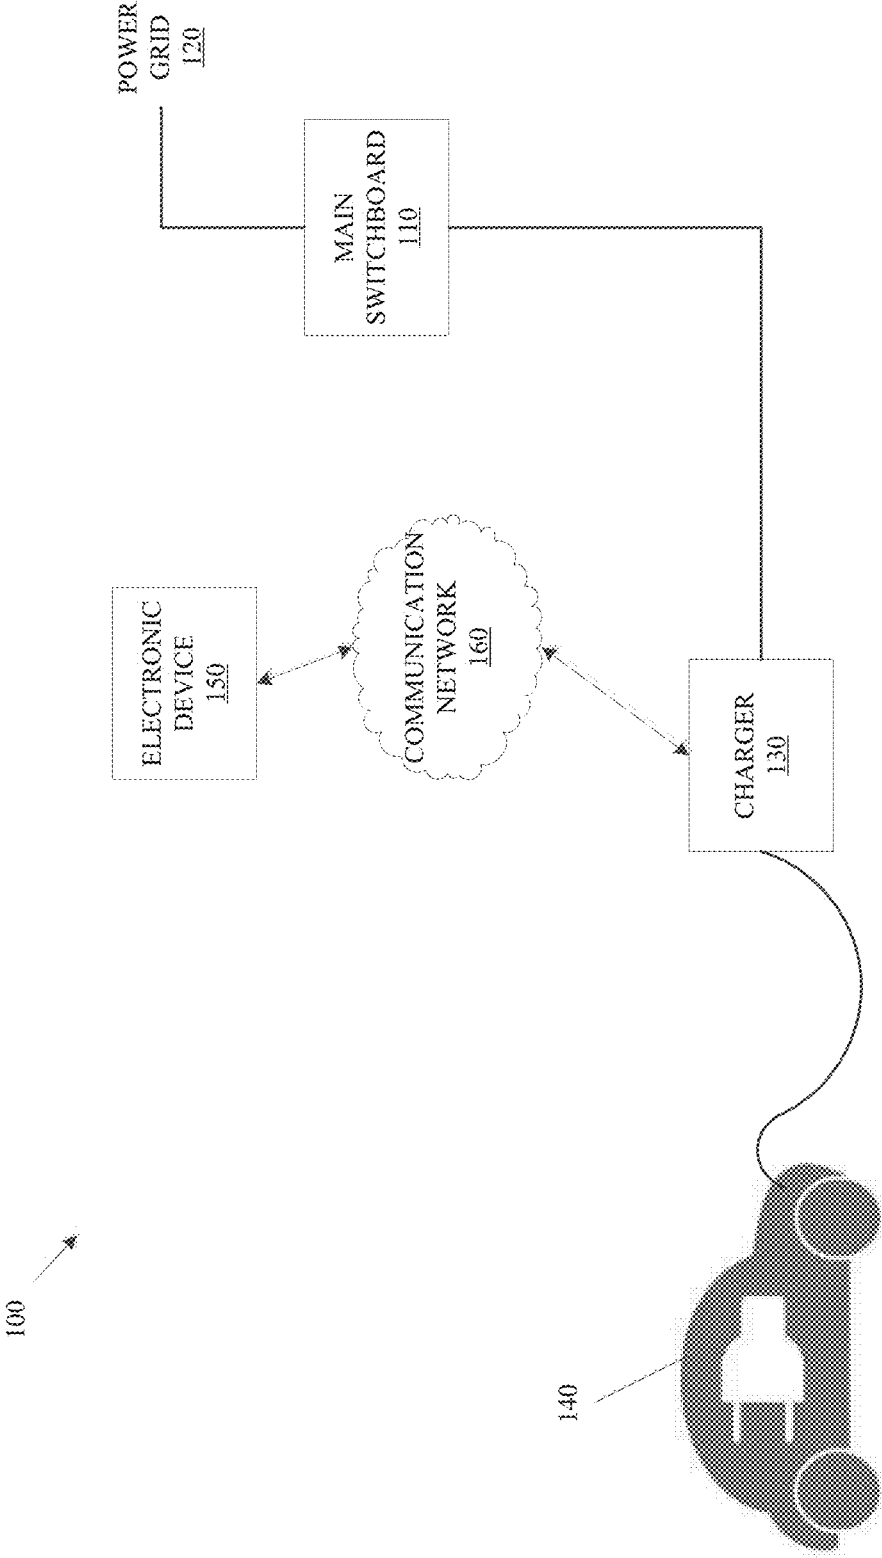 100
140
ELECTRONIC
DEVICE
150
COMMUNICATION
NETWORK
160
CHARGER
130
POWER
GRID
120
MAIN
SWITCHBOARD
110